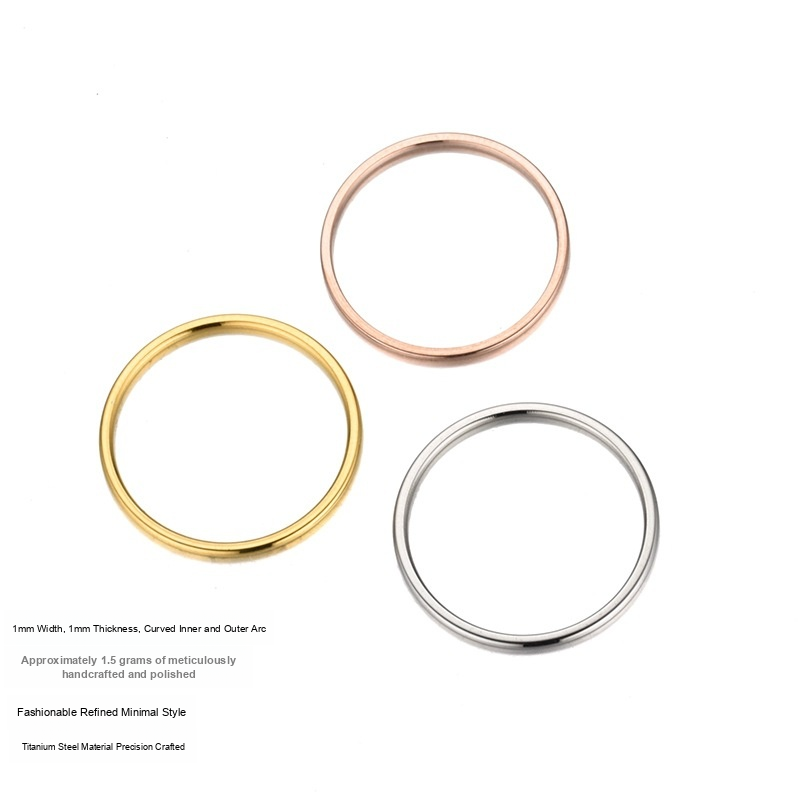 1mm Width, 1mm Thickness, Curved Inner and Outer Arc
Approximately 1.5 grams of meticulously
handcrafted and polished
Fashionable Refined Minimal Style
Titanium Steel Material Precision Crafted